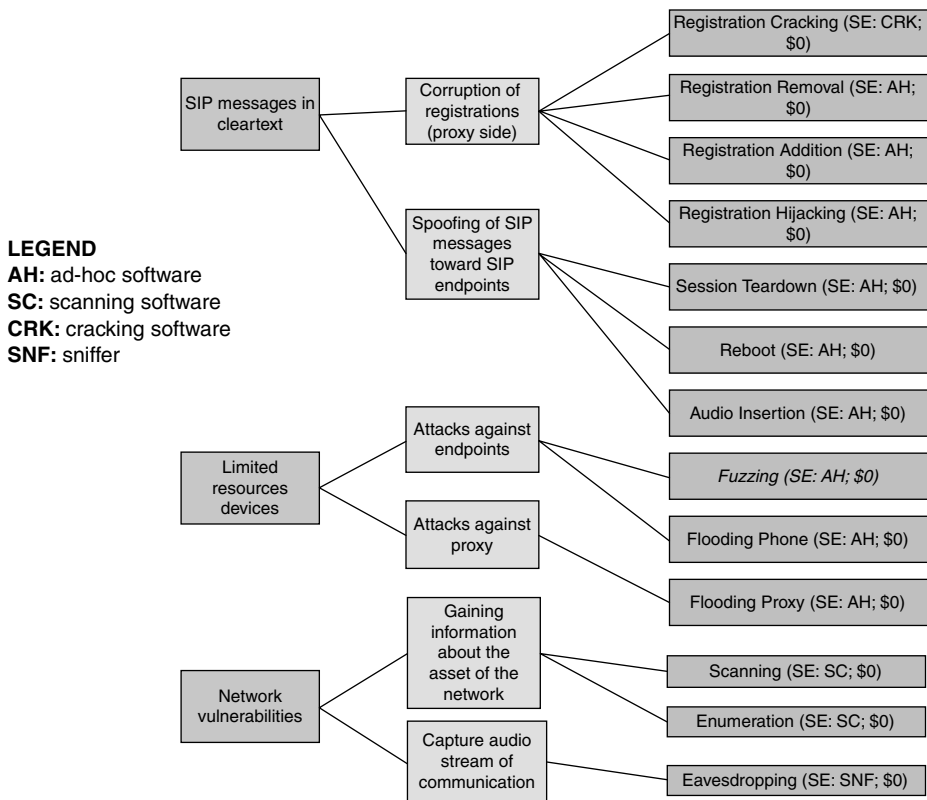 SIP messages in
cleartext
Corruption of
registrations
(proxy side)
Spoofing of SIP
messages
toward SIP
endpoints
Registration Cracking (SE: CRK;
$0)
Registration Removal (SE: AH;
$0)
Registration Addition (SE: AH;
$0)
Registration Hijacking (SE: AH;
$0)
Session Teardown (SE: AH; $0)
Reboot (SE: AH; $0)
Audio Insertion (SE: AH; $0)
LEGEND
AH: ad-hoc software
SC: scanning software
CRK: cracking software
SNF: sniffer
Limited
resources
devices
Attacks against
endpoints
Attacks against
proxy
Fuzzing (SE: AH; $0)
Flooding Phone (SE: AH; $0)
Flooding Proxy (SE: AH; $0)
Network
vulnerabilities
Gaining
information
about the
asset of the
network
Capture audio
stream of
communication
Scanning (SE: SC; $0)
Enumeration (SE: SC; $0)
Eavesdropping (SE: SNF; $0)